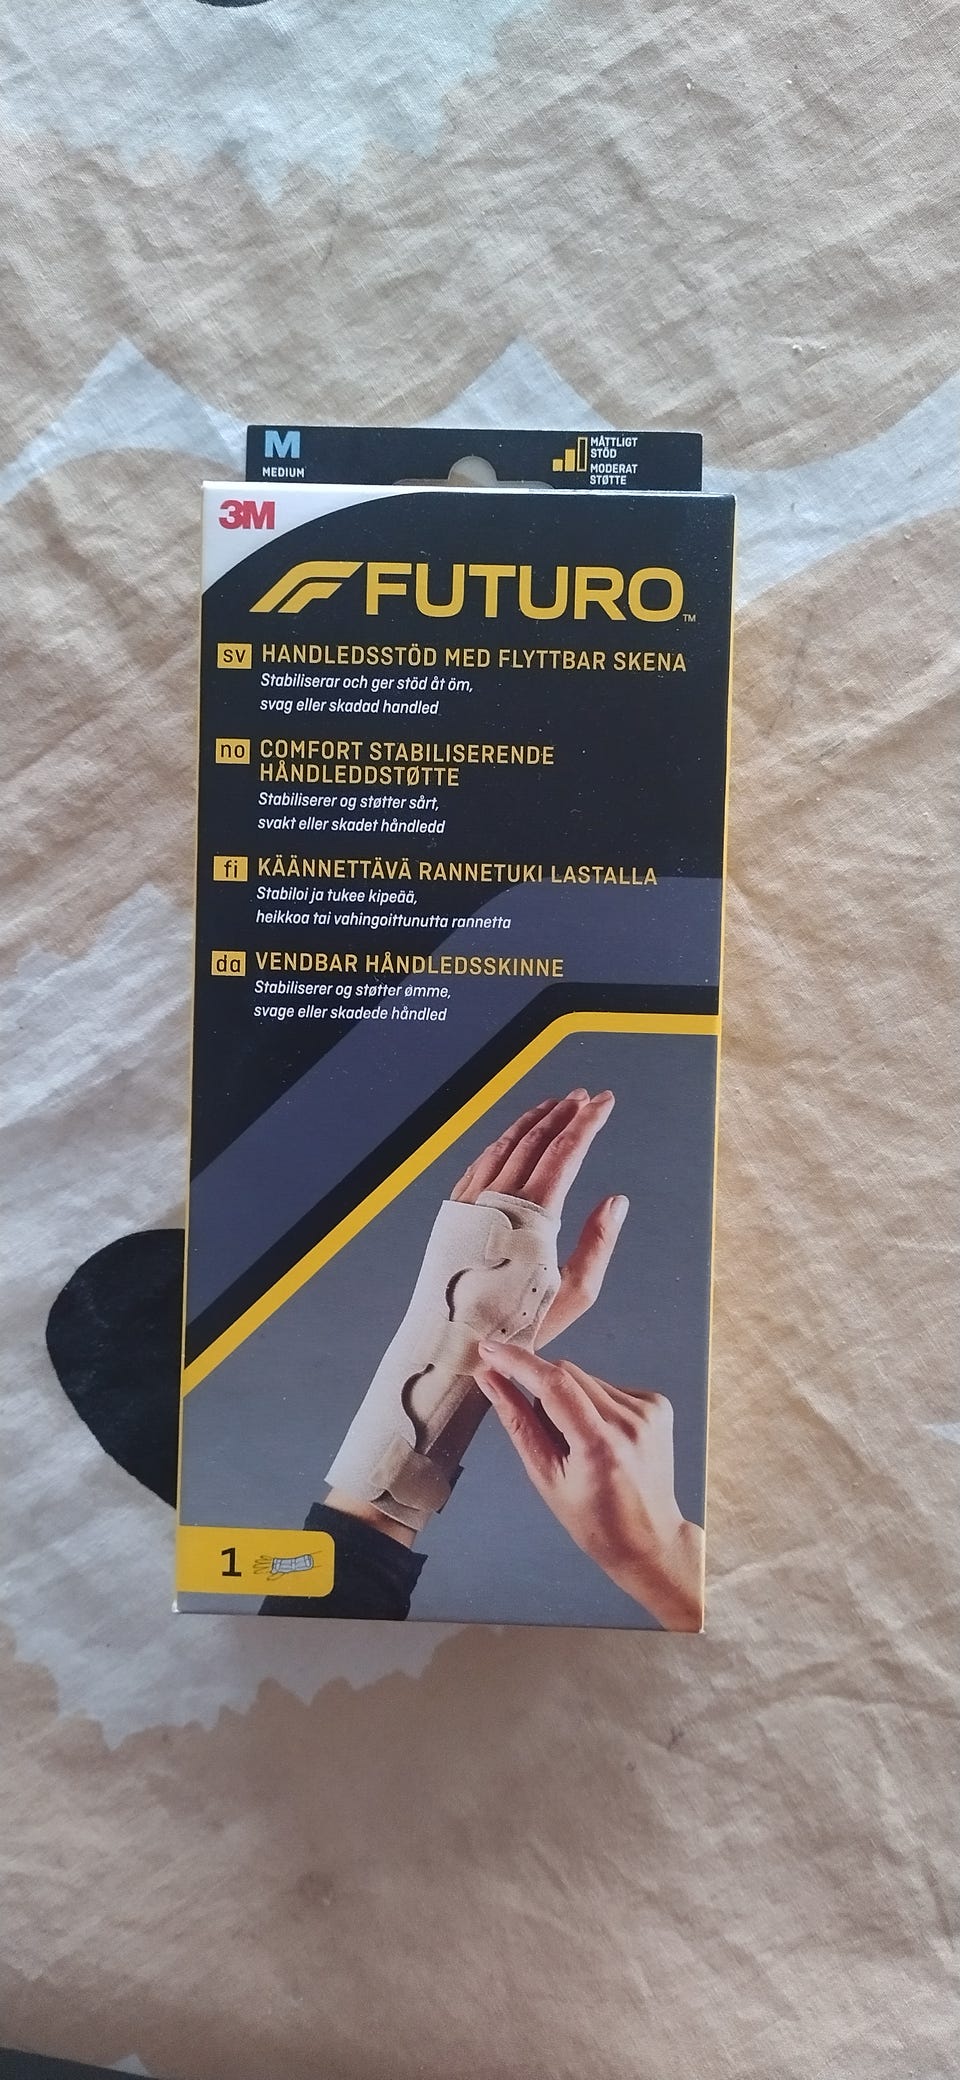 M
MEDIUM
MÅTTLIGT
STÖD
MODERAT
STØTTE
3M
FUTURO™
sv HANDLEDSSTÖD MED FLYTTBAR SKENA
Stabiliserar och ger stöd åt öm,
svag eller skadad handled
no COMFORT STABILISERENDE
HÅNDLEDDSTØTTE
Stabiliserer og støtter sårt,
svakt eller skadet håndledd
fi KÄÄNNETTÄVÄ RANNETUKI LASTALLA
Stabiloi ja tukee kipeää,
heikkoa tai vahingoittunutta rannetta
da VENDBAR HÅNDLEDSSKINNE
Stabiliserer og støtter ømme,
svage eller skadede håndled
1